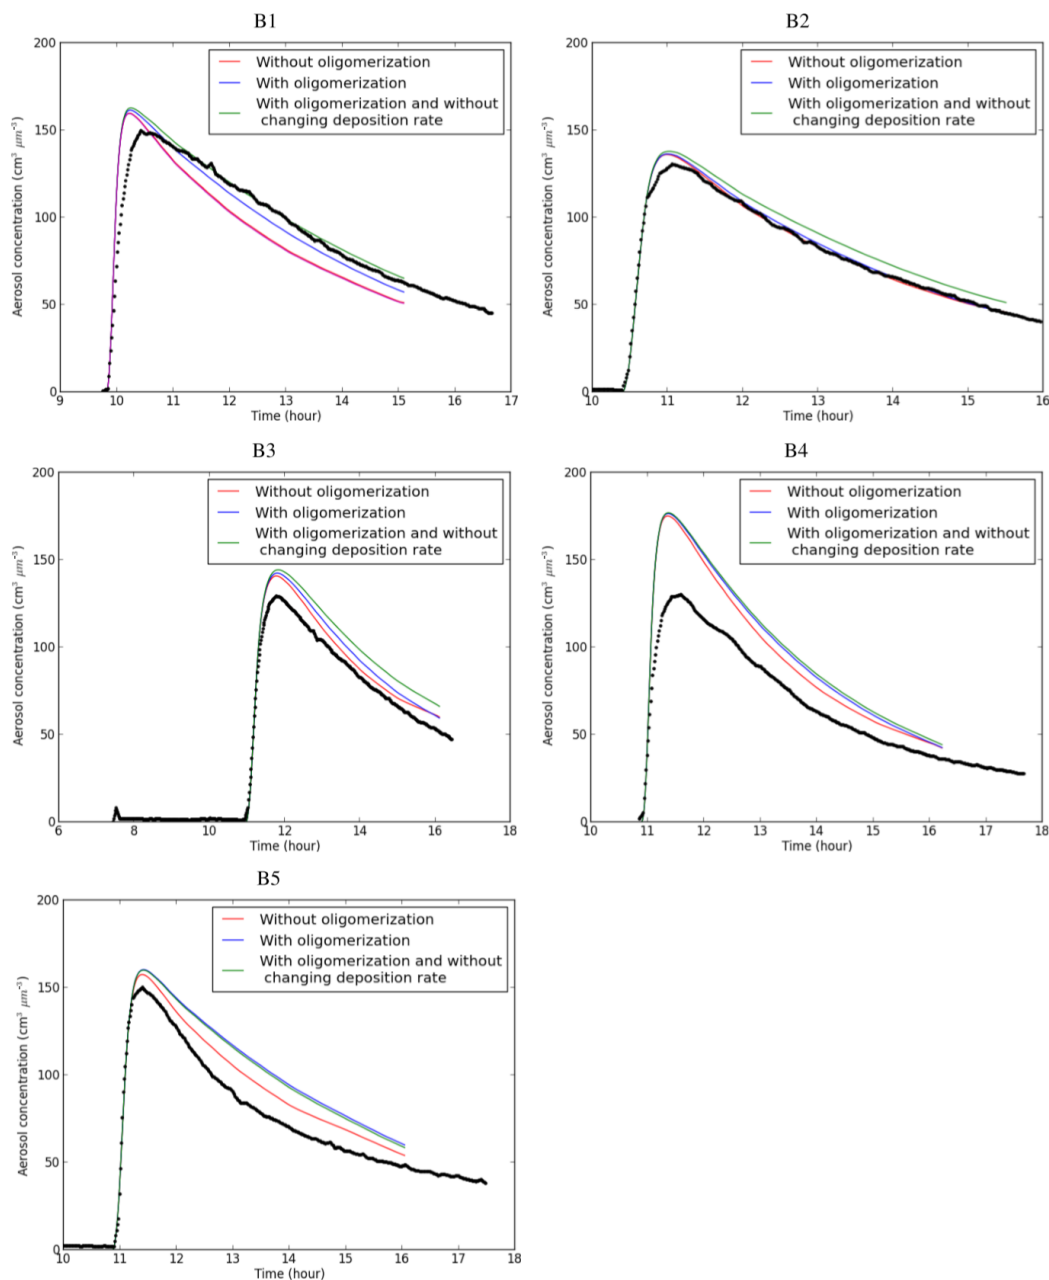 B1
200
150
100
50
0
Aerosol concentration (cm³ μm⁻³)
Without oligomerization
With oligomerization
With oligomerization and without
changing deposition rate
9 10 11 12 13 14 15 16 17
Time (hour)
B2
200
150
100
50
0
Aerosol concentration (cm³ μm⁻³)
Without oligomerization
With oligomerization
With oligomerization and without
changing deposition rate
10 11 12 13 14 15 16
Time (hour)
B3
200
150
100
50
0
Aerosol concentration (cm³ μm⁻³)
Without oligomerization
With oligomerization
With oligomerization and without
changing deposition rate
6 8 10 12 14 16 18
Time (hour)
B4
200
150
100
50
0
Aerosol concentration (cm³ μm⁻³)
Without oligomerization
With oligomerization
With oligomerization and without
changing deposition rate
10 11 12 13 14 15 16 17 18
Time (hour)
B5
200
150
100
50
0
Aerosol concentration (cm³ μm⁻³)
Without oligomerization
With oligomerization
With oligomerization and without
changing deposition rate
10 11 12 13 14 15 16 17 18
Time (hour)